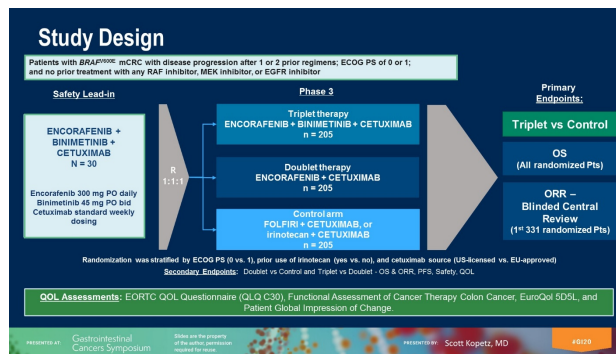 Study Design
Patients with BRAFV600E mCRC with disease progression after 1 or 2 prior regimens; ECOG PS of 0 or 1;
and no prior treatment with any RAF inhibitor, MEK inhibitor, or EGFR inhibitor
Safety Lead-in
ENCORAFENIB +
BINIMETINIB +
CETUXIMAB
N = 30
Encorafenib 300 mg PO daily
Binimetinib 45 mg PO bid
Cetuximab standard weekly
dosing
R
1:1:1
Phase 3
Triplet therapy
ENCORAFENIB + BINIMETINIB + CETUXIMAB
n = 205
Doublet therapy
ENCORAFENIB + CETUXIMAB
n = 205
Control arm
FOLFIRI + CETUXIMAB, or
irinotecan + CETUXIMAB
n = 205
Primary
Endpoints:
Triplet vs Control
OS
(All randomized Pts)
ORR –
Blinded Central
Review
(1st 331 randomized Pts)
Randomization was stratified by ECOG PS (0 vs. 1), prior use of irinotecan (yes vs. no), and cetuximab source (US-licensed vs. EU-approved)
Secondary Endpoints: Doublet vs Control and Triplet vs Doublet - OS & ORR, PFS, Safety, QOL
QOL Assessments: EORTC QOL Questionnaire (QLQ C30), Functional Assessment of Cancer Therapy Colon Cancer, EuroQol 5D5L, and
Patient Global Impression of Change.
PRESENTED AT:
Gastrointestinal
Cancers Symposium
Slides are the property
of the author, permission
required for reuse.
PRESENTED BY:
Scott Kopetz, MD
#GI20